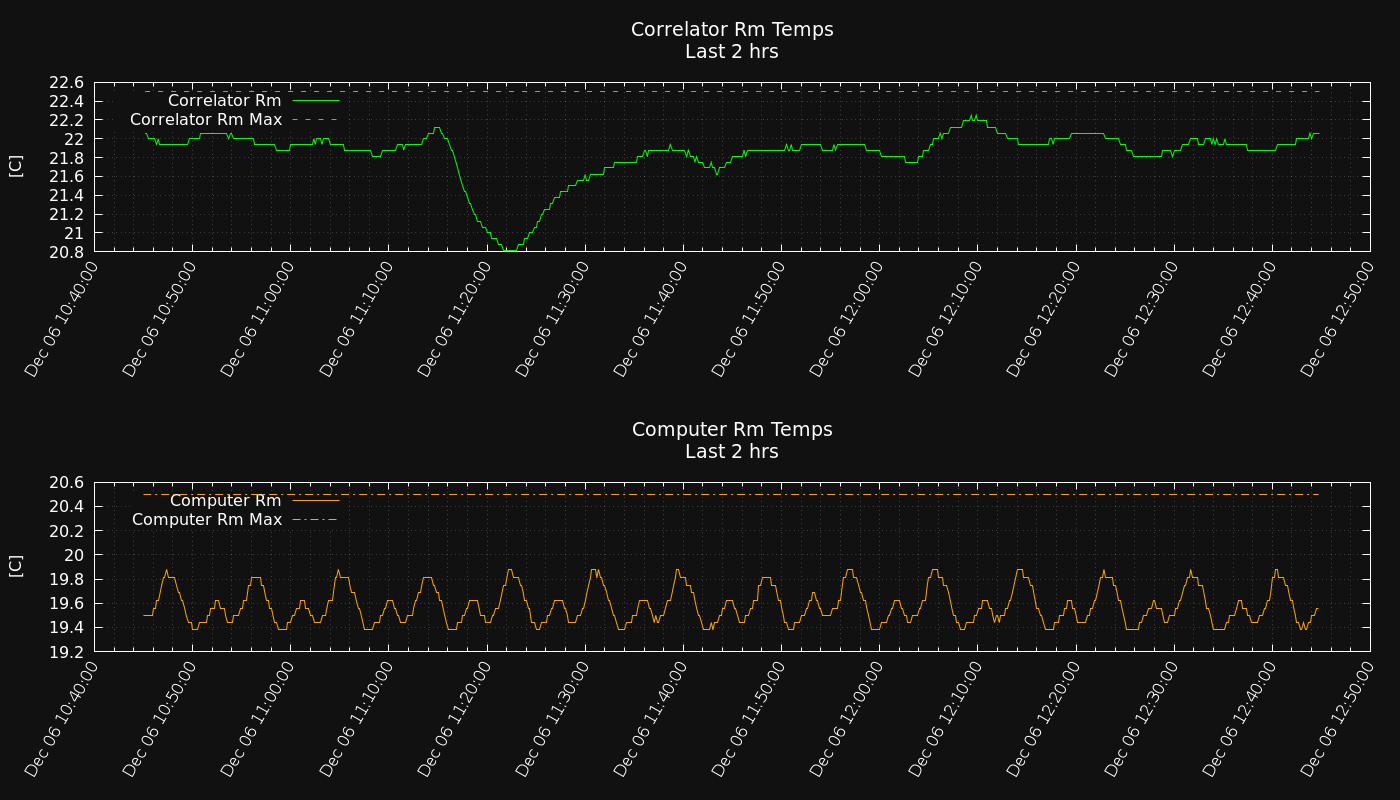 Correlator Rm Temps
Last 2 hrs
[C]
22.6
22.4
22.2
22
21.8
21.6
21.4
21.2
21
20.8
Correlator Rm
Correlator Rm Max
Dec 06 10:40:00
Dec 06 10:50:00
Dec 06 11:00:00
Dec 06 11:10:00
Dec 06 11:20:00
Dec 06 11:30:00
Dec 06 11:40:00
Dec 06 11:50:00
Dec 06 12:00:00
Dec 06 12:10:00
Dec 06 12:20:00
Dec 06 12:30:00
Dec 06 12:40:00
Dec 06 12:50:00
Computer Rm Temps
Last 2 hrs
[C]
20.6
20.4
20.2
20
19.8
19.6
19.4
19.2
Computer Rm
Computer Rm Max
Dec 06 10:40:00
Dec 06 10:50:00
Dec 06 11:00:00
Dec 06 11:10:00
Dec 06 11:20:00
Dec 06 11:30:00
Dec 06 11:40:00
Dec 06 11:50:00
Dec 06 12:00:00
Dec 06 12:10:00
Dec 06 12:20:00
Dec 06 12:30:00
Dec 06 12:40:00
Dec 06 12:50:00